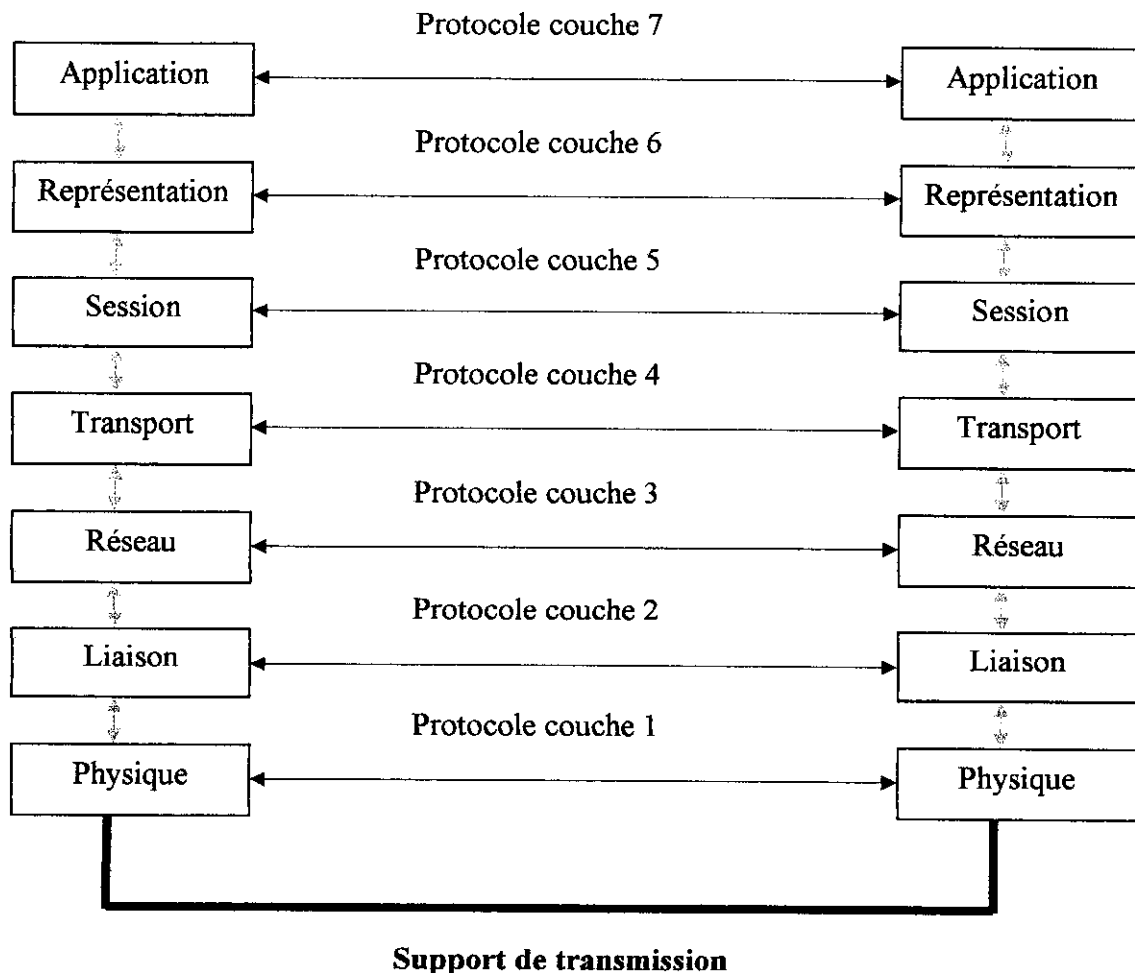 Protocole couche 7
Application
Application
Protocole couche 6
Représentation
Représentation
Protocole couche 5
Session
Session
Protocole couche 4
Transport
Transport
Protocole couche 3
Réseau
Réseau
Protocole couche 2
Liaison
Liaison
Protocole couche 1
Physique
Physique
Support de transmission